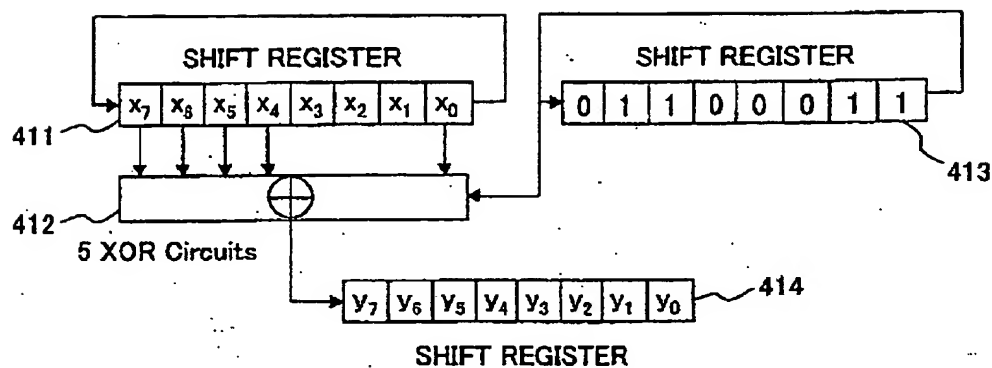 SHIFT REGISTER
SHIFT REGISTER
x7 x8 x5 x4 x3 x2 x1 x0
0 1 1 0 0 0 1 1
411
413
412
5 XOR Circuits
y7 y6 y5 y4 y3 y2 y1 y0
414
SHIFT REGISTER